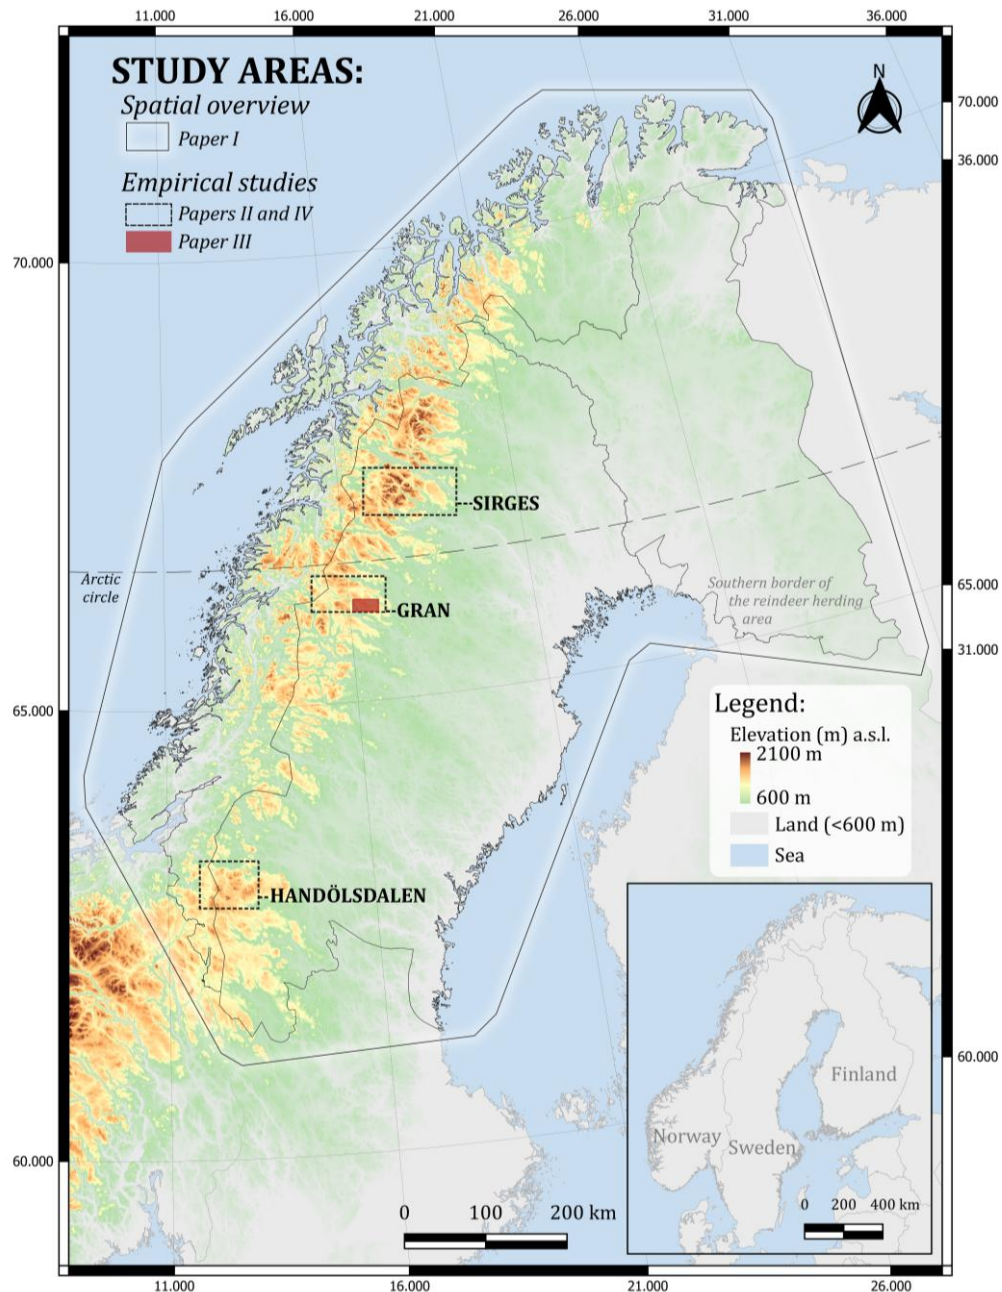 11.000 16.000 21.000 26.000 31.000 36.000
STUDY AREAS:
Spatial overview
Paper I
Empirical studies
Papers II and IV
Paper III
N
70.000
36.000
70.000
SIRGES
Arctic
circle
GRAN
Southern border of
the reindeer herding
area
65.000
31.000
65.000
Legend:
Elevation (m) a.s.l.
2100 m
600 m
Land (<600 m)
Sea
HANDÖLSDALEN
60.000
Finland
Norway
Sweden
60.000
0 100 200 km
0 200 400 km
11.000 16.000 21.000 26.000